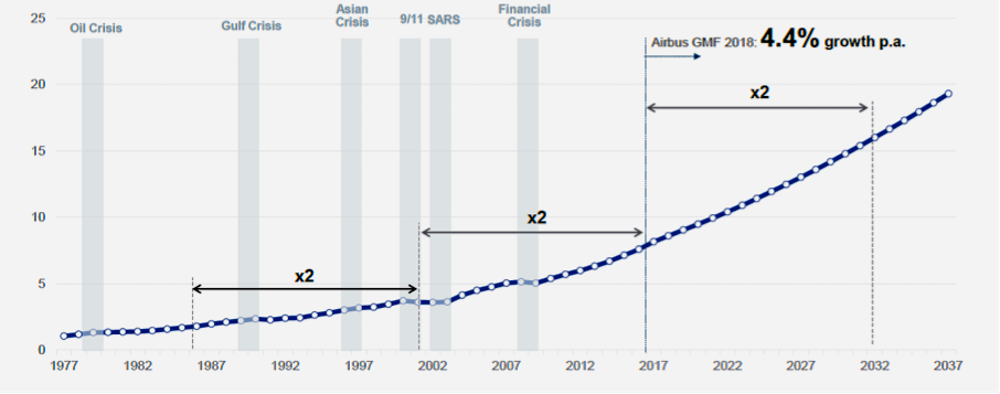 25
20
15
10
5
0
Oil Crisis
Gulf Crisis
Asian
Crisis
9/11 SARS
Financial
Crisis
Airbus GMF 2018: 4.4% growth p.a.
x2
x2
x2
1977 1982 1987 1992 1997 2002 2007 2012 2017 2022 2027 2032 2037